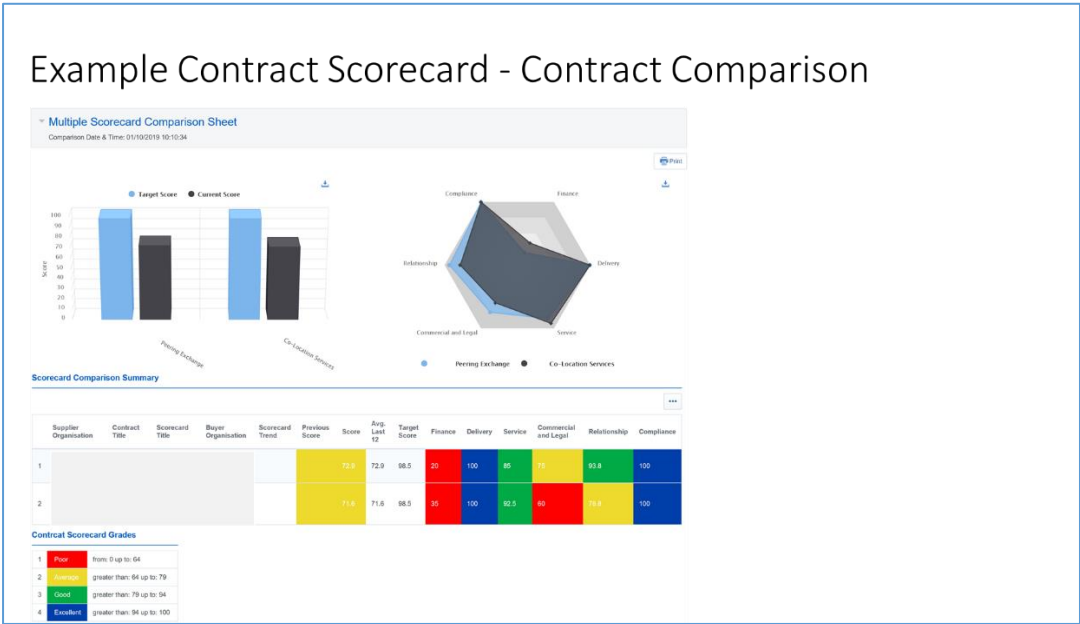 Example Contract Scorecard - Contract Comparison
Multiple Scorecard Comparison Sheet
Comparison Date & Time: 01/10/2019 10:10:34
Print
Target Score Current Score
100
90
80
70
60
50
40
30
20
10
0
Score
Peering Exchange
Co-Location Services
Compliance Finance
Relationship Delivery
Commercial and Legal Service
Peering Exchange Co-Location Services
Scorecard Comparison Summary
Supplier Organisation Contract Title Scorecard Title Buyer Organisation Scorecard Trend Previous Score Score Avg. Last 12 Target Score Finance Delivery Service Commercial and Legal Relationship Compliance
1 72.9 72.9 98.5 20 100 85 75 93.8 100
2 71.6 71.6 98.5 35 100 92.5 60 100
Contrcat Scorecard Grades
1 Poor from: 0 up to: 64
2 Average greater than: 64 up to: 79
3 Good greater than: 79 up to: 94
4 Excellent greater than: 94 up to: 100